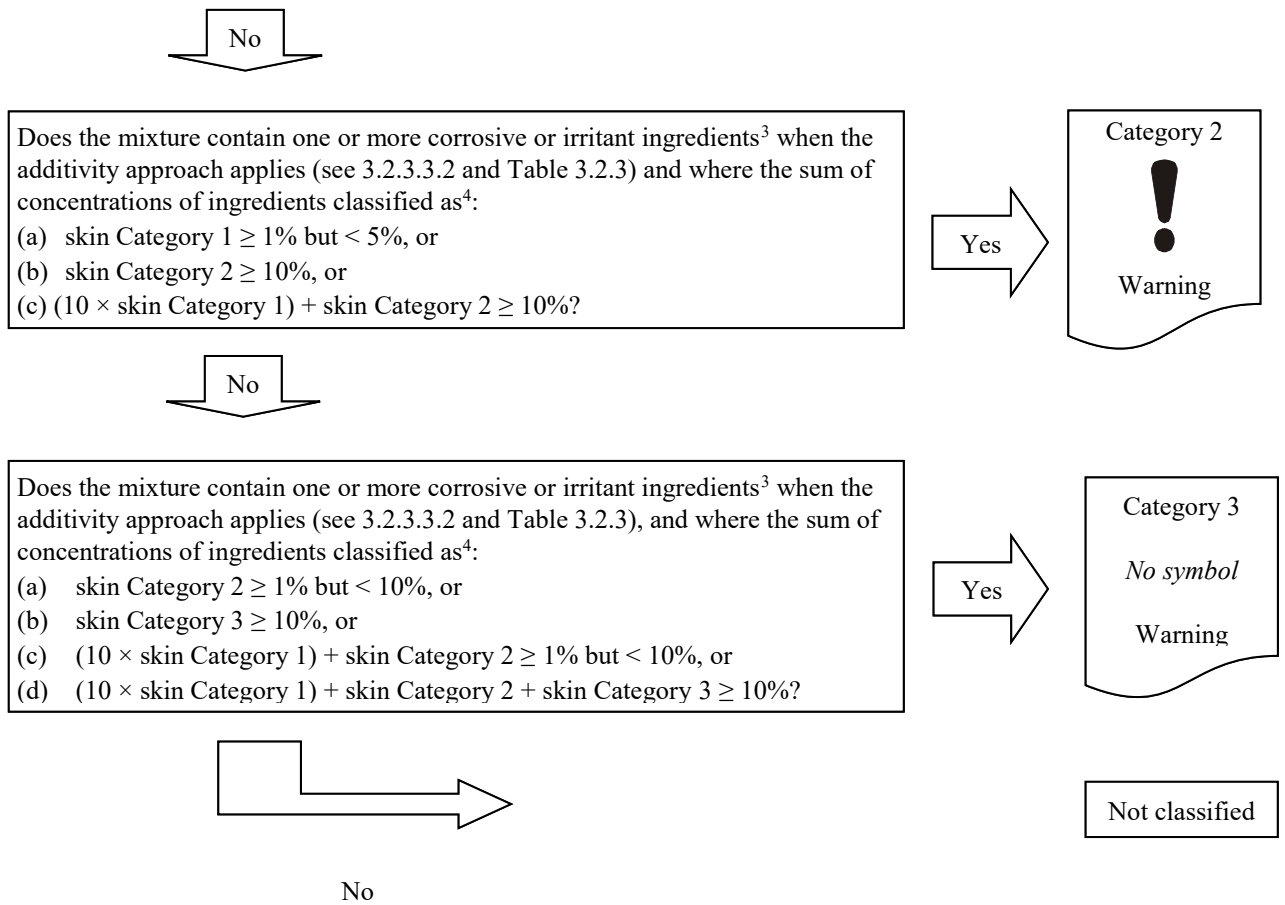 No
Does the mixture contain one or more corrosive or irritant ingredients³ when the
additivity approach applies (see 3.2.3.3.2 and Table 3.2.3) and where the sum of
concentrations of ingredients classified as⁴:
(a) skin Category 1 ≥ 1% but < 5%, or
(b) skin Category 2 ≥ 10%, or
(c) (10 × skin Category 1) + skin Category 2 ≥ 10%?
Yes
Category 2
Warning
No
Does the mixture contain one or more corrosive or irritant ingredients³ when the
additivity approach applies (see 3.2.3.3.2 and Table 3.2.3), and where the sum of
concentrations of ingredients classified as⁴:
(a) skin Category 2 ≥ 1% but < 10%, or
(b) skin Category 3 ≥ 10%, or
(c) (10 × skin Category 1) + skin Category 2 ≥ 1% but < 10%, or
(d) (10 × skin Category 1) + skin Category 2 + skin Category 3 ≥ 10%?
Yes
Category 3
No symbol
Warning
Not classified
No